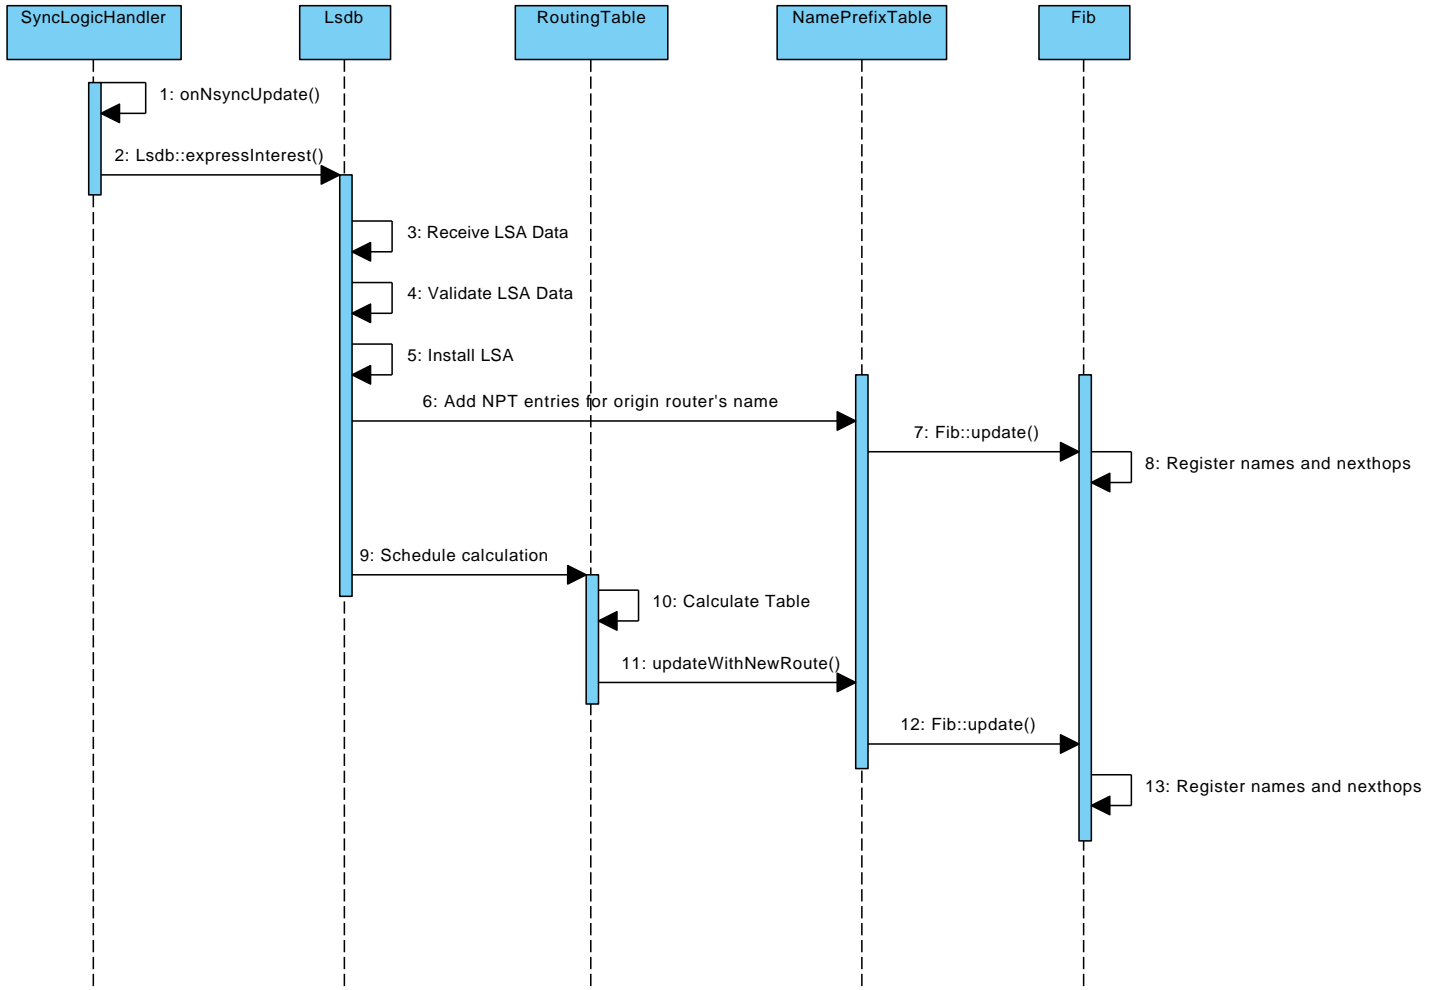 SyncLogicHandler
Lsdb
RoutingTable
NamePrefixTable
Fib
1: onNsyncUpdate()
2: Lsdb::expressInterest()
3: Receive LSA Data
4: Validate LSA Data
5: Install LSA
6: Add NPT entries for origin router's name
7: Fib::update()
8: Register names and nexthops
9: Schedule calculation
10: Calculate Table
11: updateWithNewRoute()
12: Fib::update()
13: Register names and nexthops